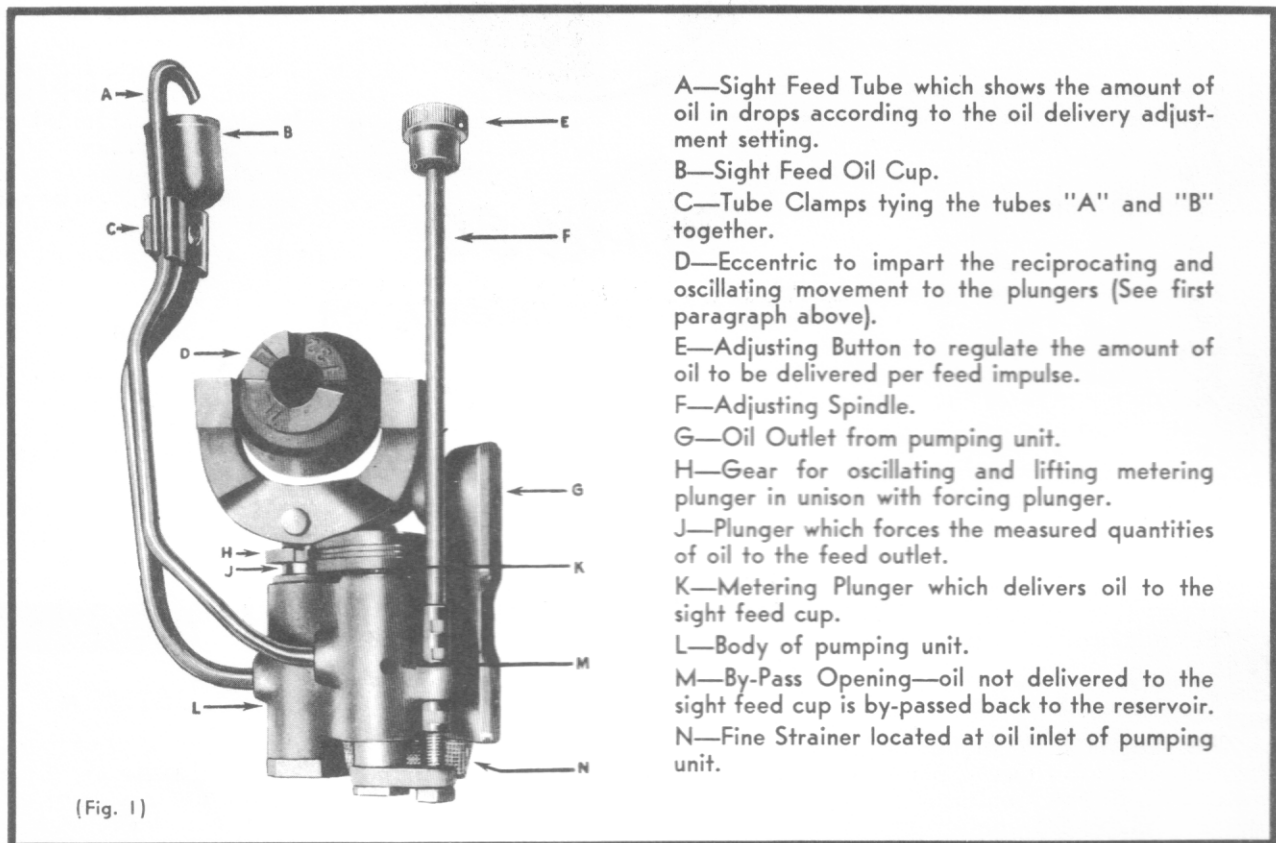 A
B
C
D
E
F
G
H
J
K
L
M
N
(Fig. 1)
A—Sight Feed Tube which shows the amount of
oil in drops according to the oil delivery adjust-
ment setting.
B—Sight Feed Oil Cup.
C—Tube Clamps tying the tubes "A" and "B"
together.
D—Eccentric to impart the reciprocating and
oscillating movement to the plungers (See first
paragraph above).
E—Adjusting Button to regulate the amount of
oil to be delivered per feed impulse.
F—Adjusting Spindle.
G—Oil Outlet from pumping unit.
H—Gear for oscillating and lifting metering
plunger in unison with forcing plunger.
J—Plunger which forces the measured quantities
of oil to the feed outlet.
K—Metering Plunger which delivers oil to the
sight feed cup.
L—Body of pumping unit.
M—By-Pass Opening—oil not delivered to the
sight feed cup is by-passed back to the reservoir.
N—Fine Strainer located at oil inlet of pumping
unit.